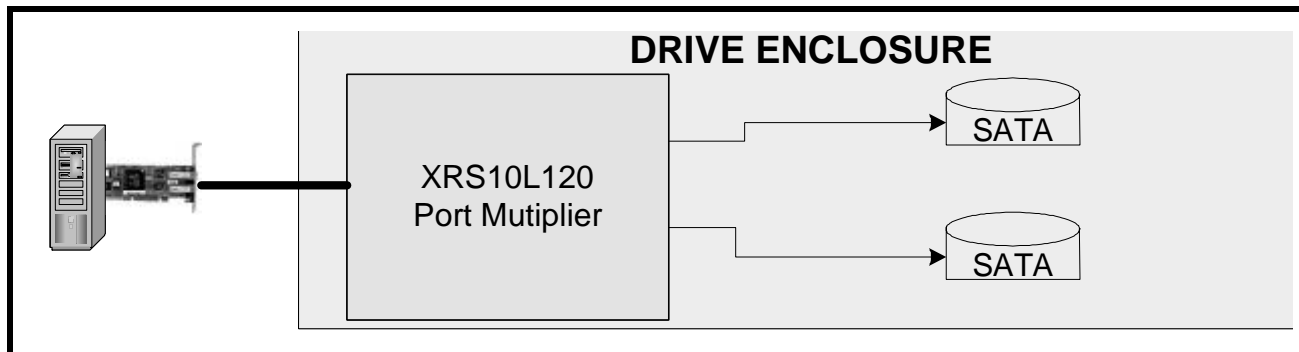 DRIVE ENCLOSURE
XRS10L120
Port Mutiplier
SATA
SATA